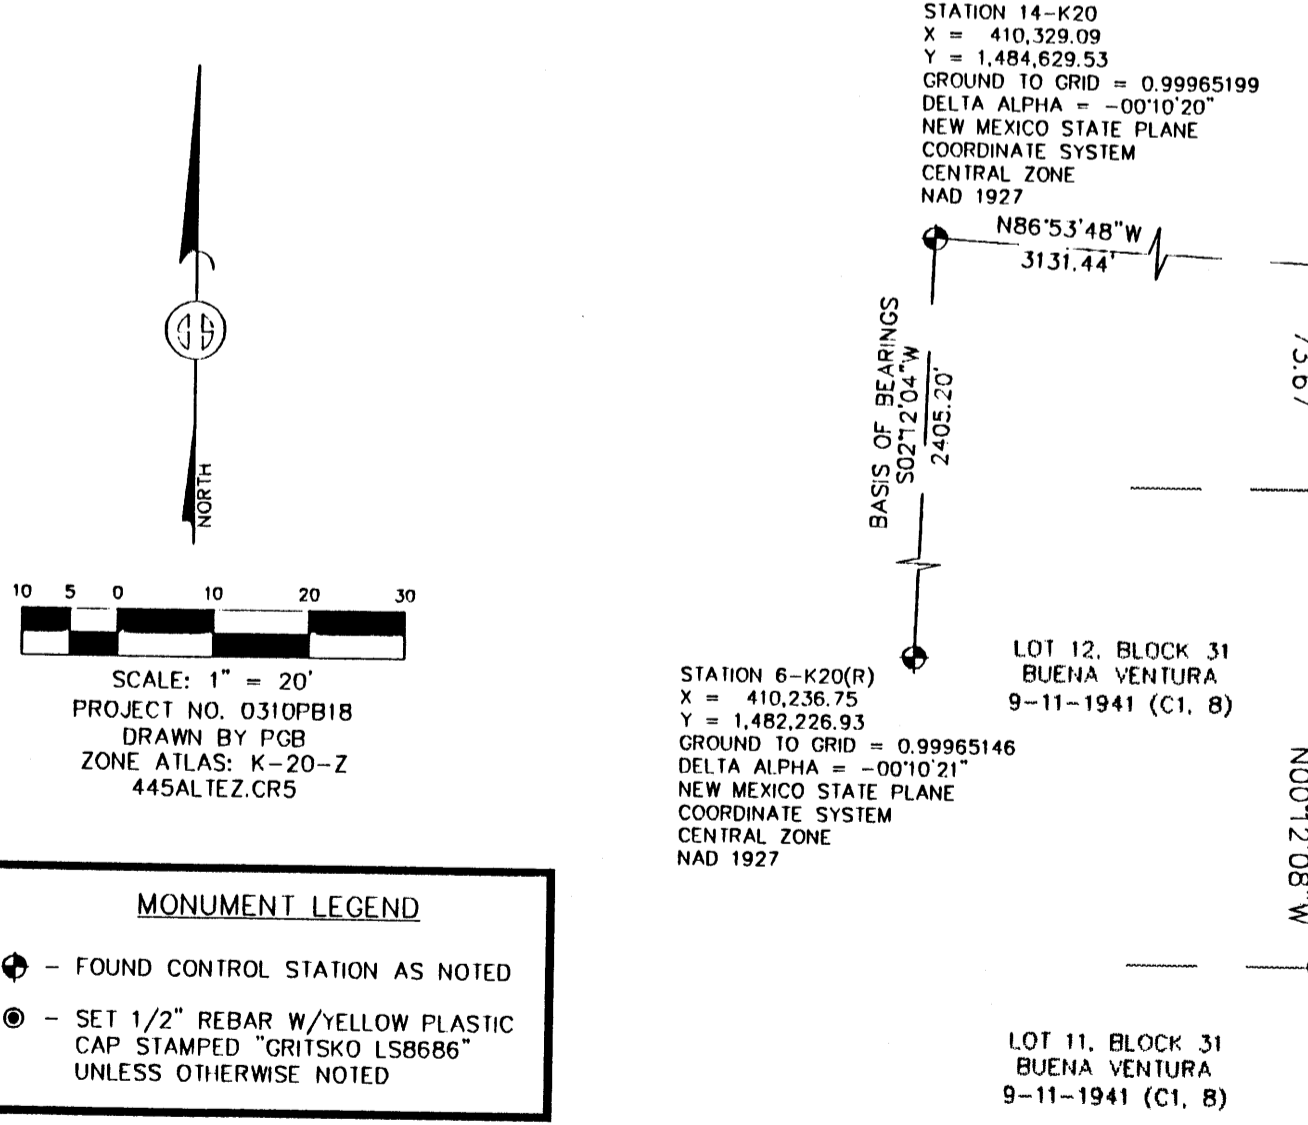 STATION 14-K20
X = 410,329.09
Y = 1,484,629.53
GROUND TO GRID = 0.99965199
DELTA ALPHA = -00°10'20"
NEW MEXICO STATE PLANE
COORDINATE SYSTEM
CENTRAL ZONE
NAD 1927
N86°53'48"W
3131.44'
BASIS OF BEARINGS
S02°12'04"W
2405.20'
73.67
NORTH
10 5 0 10 20 30
SCALE: 1" = 20'
PROJECT NO. 0310PB18
DRAWN BY PGB
ZONE ATLAS: K-20-Z
445ALTEZ.CR5
STATION 6-K20(R)
X = 410,236.75
Y = 1,482,226.93
GROUND TO GRID = 0.99965146
DELTA ALPHA = -00°10'21"
NEW MEXICO STATE PLANE
COORDINATE SYSTEM
CENTRAL ZONE
NAD 1927
LOT 12, BLOCK 31
BUENA VENTURA
9-11-1941 (C1, 8)
N00°12'08"W
MONUMENT LEGEND
- FOUND CONTROL STATION AS NOTED
- SET 1/2" REBAR W/YELLOW PLASTIC
CAP STAMPED "GRITSKO LS8686"
UNLESS OTHERWISE NOTED
LOT 11, BLOCK 31
BUENA VENTURA
9-11-1941 (C1, 8)